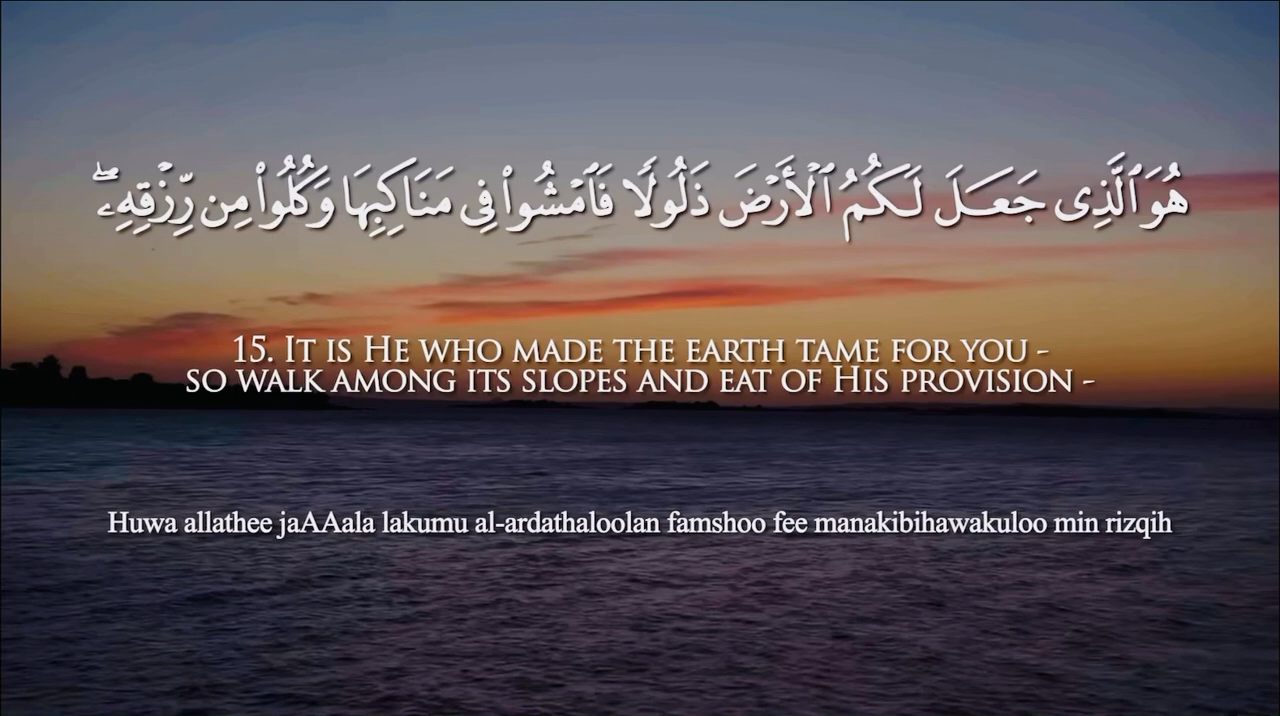 هُوَ ٱلَّذِى جَعَلَ لَكُمُ ٱلْأَرْضَ ذَلُولًا فَٱمْشُوا۟ فِى مَنَاكِبِهَا وَكُلُوا۟ مِن رِّزْقِهِۦ ۖ
15. It is He who made the earth tame for you -
so walk among its slopes and eat of His provision -
Huwa allathee jaAAala lakumu al-ardathaloolan famshoo fee manakibihawakuloo min rizqih